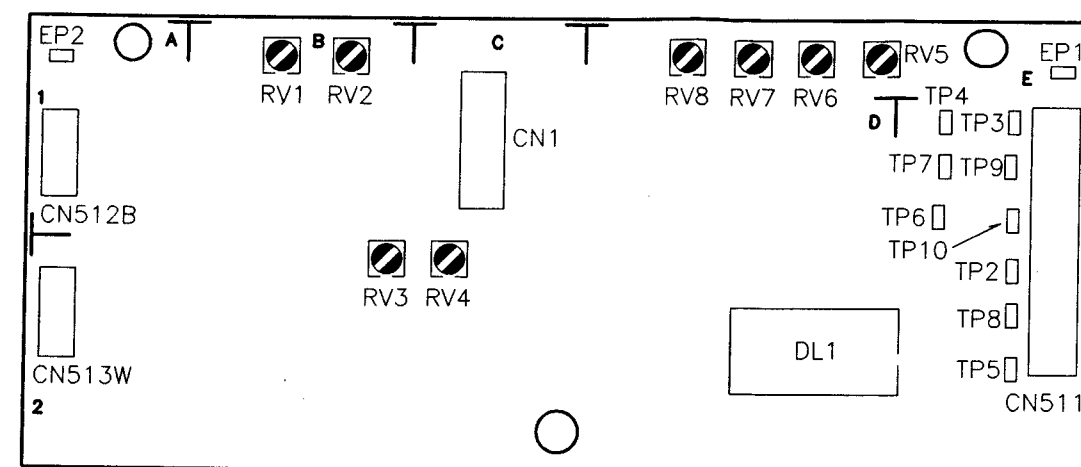 EP2
A
B
C
RV5
EP1
E
RV1
RV2
RV8
RV7
RV6
TP4
1
CN1
D
TP3
TP7
TP9
CN512B
TP6
TP10
TP2
RV3
RV4
TP8
DL1
CN513W
TP5
2
CN511